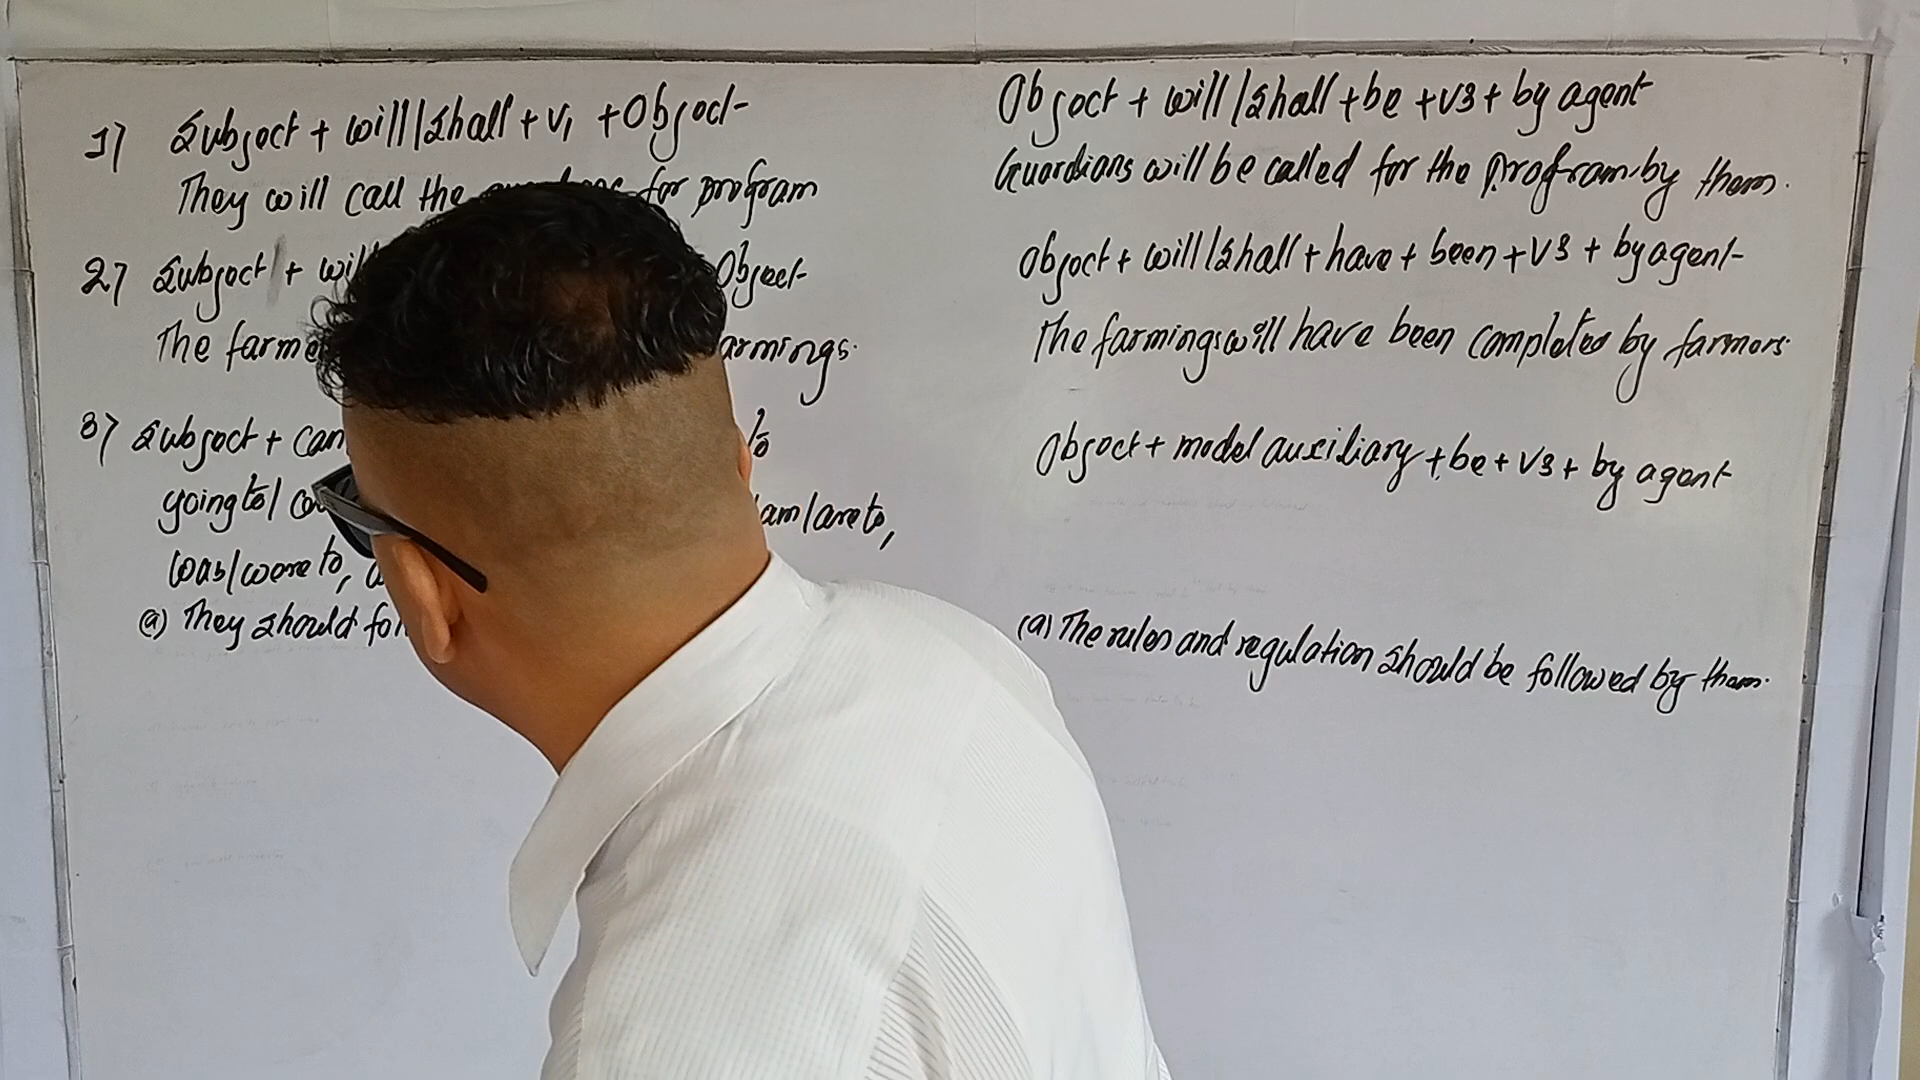 1) Subject + will/shall + V1 + Object
They will call the for program
2) Subject + Object
The armings.
3) Subject + can to
going to/ am/are to,
was/were to,
(a) They should
Object + will/shall + be + V3 + by agent
Guardians will be called for the program by them.
Object + will/shall + have + been + V3 + by agent
The farmings will have been completed by farmers.
Object + model auxiliary + be + V3 + by agent
(a) The rules and regulation should be followed by them.